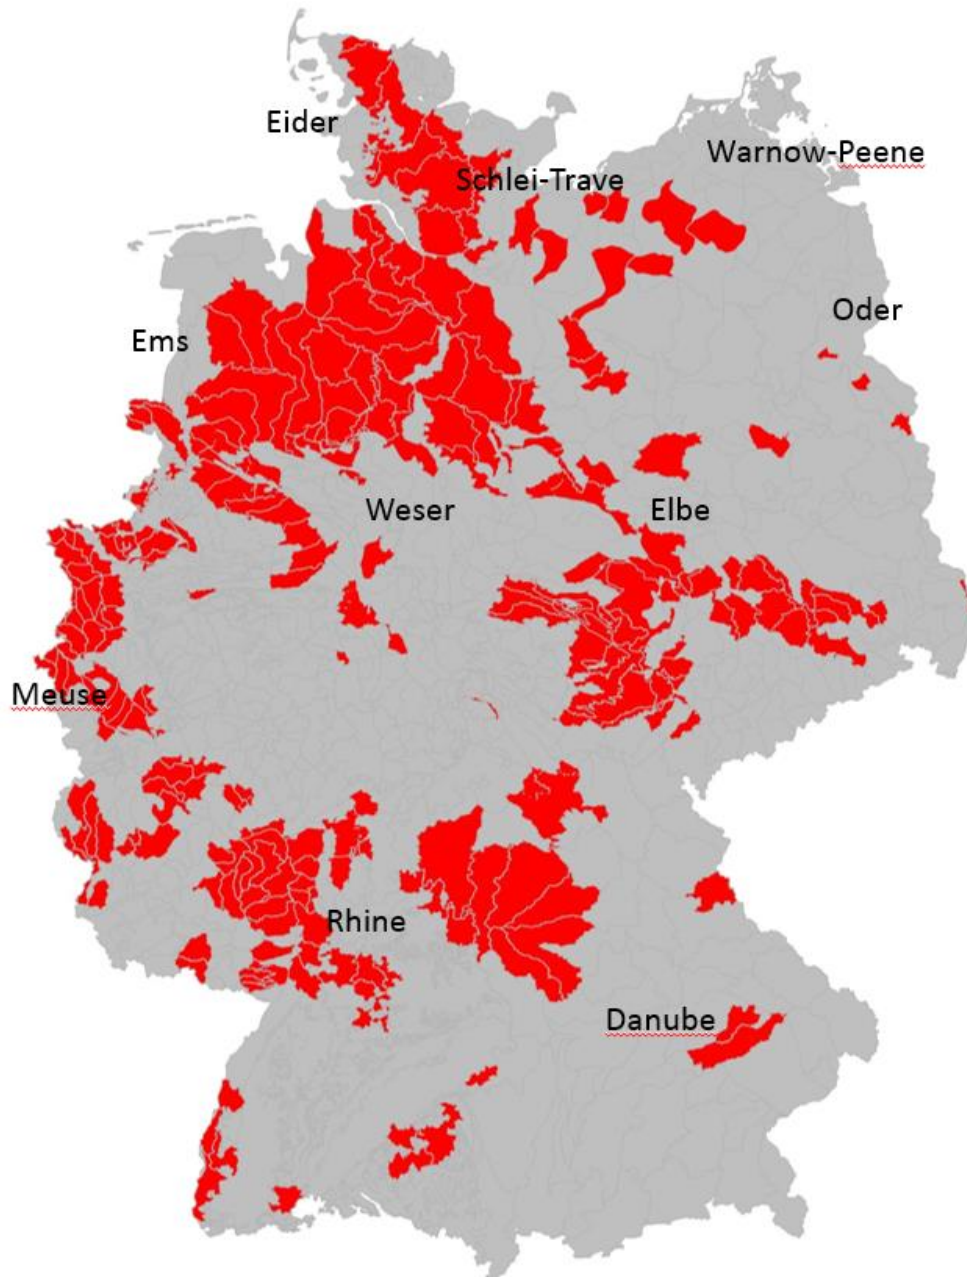 Eider
Warnow-Peene
Schlei-Trave
Oder
Ems
Weser
Elbe
Meuse
Rhine
Danube